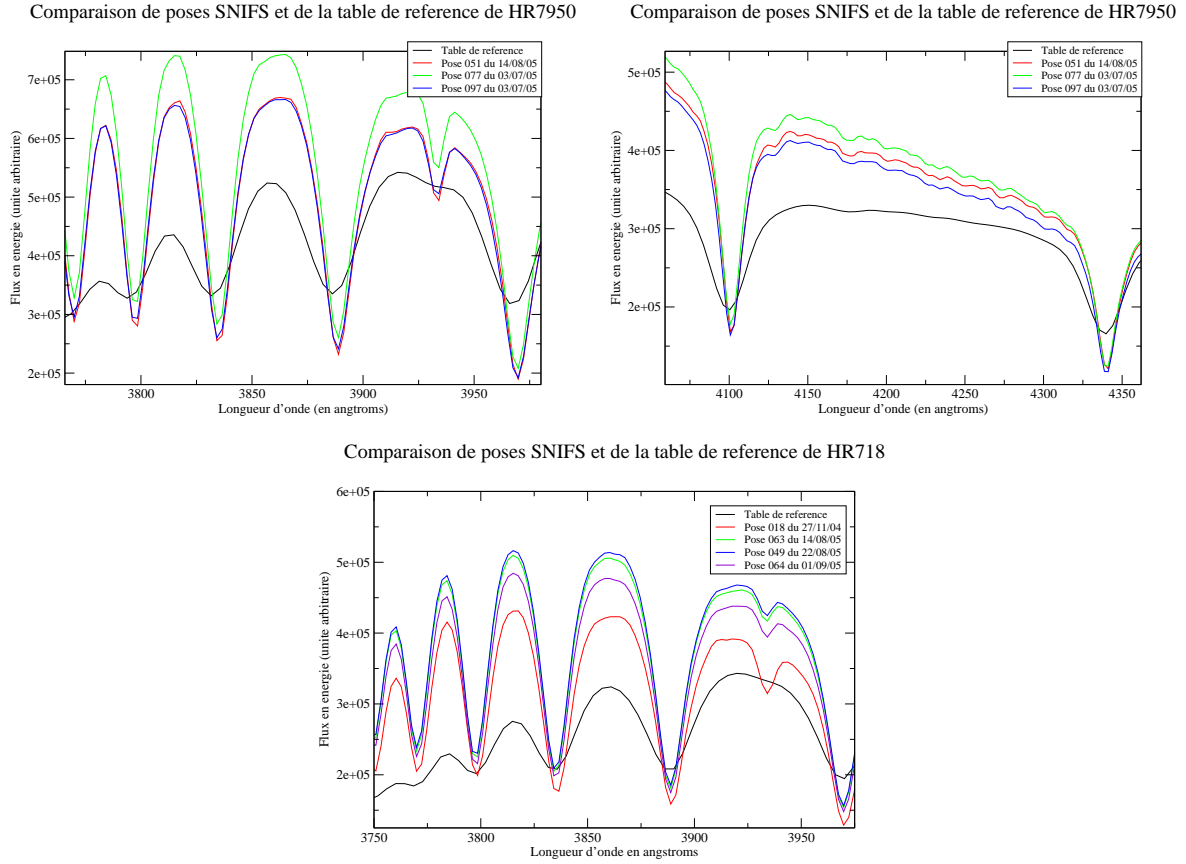 Comparaison de poses SNIFS et de la table de reference de HR7950
Table de reference
Pose 051 du 14/08/05
Pose 077 du 03/07/05
Pose 097 du 03/07/05
7e+05
6e+05
5e+05
4e+05
3e+05
2e+05
Flux en energie (unite arbitraire)
3800 3850 3900 3950
Longueur d'onde (en angtroms)
Comparaison de poses SNIFS et de la table de reference de HR7950
Table de reference
Pose 051 du 14/08/05
Pose 077 du 03/07/05
Pose 097 du 03/07/05
5e+05
4e+05
3e+05
2e+05
Flux en energie (unite arbitraire)
4100 4150 4200 4250 4300 4350
Longueur d'onde (en angtroms)
Comparaison de poses SNIFS et de la table de reference de HR718
Table de reference
Pose 018 du 27/11/04
Pose 063 du 14/08/05
Pose 049 du 22/08/05
Pose 064 du 01/09/05
6e+05
5e+05
4e+05
3e+05
2e+05
Flux en energie (unite arbitraire)
3750 3800 3850 3900 3950
Longueur d'onde en angstroms